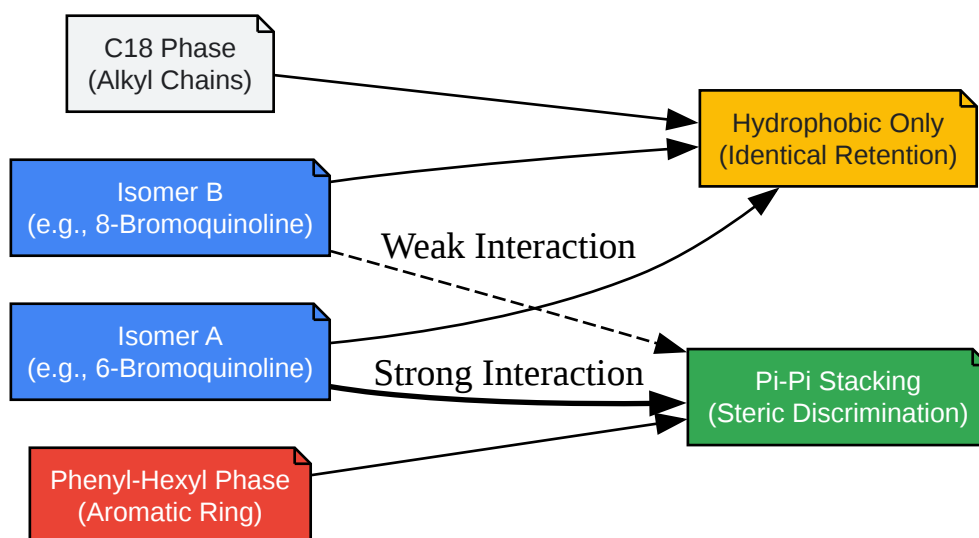 C18 Phase
(Alkyl Chains)
Hydrophobic Only
(Identical Retention)
Isomer B
(e.g., 8-Bromoquinoline)
Weak Interaction
Isomer A
(e.g., 6-Bromoquinoline)
Strong Interaction
Pi-Pi Stacking
(Steric Discrimination)
Phenyl-Hexyl Phase
(Aromatic Ring)